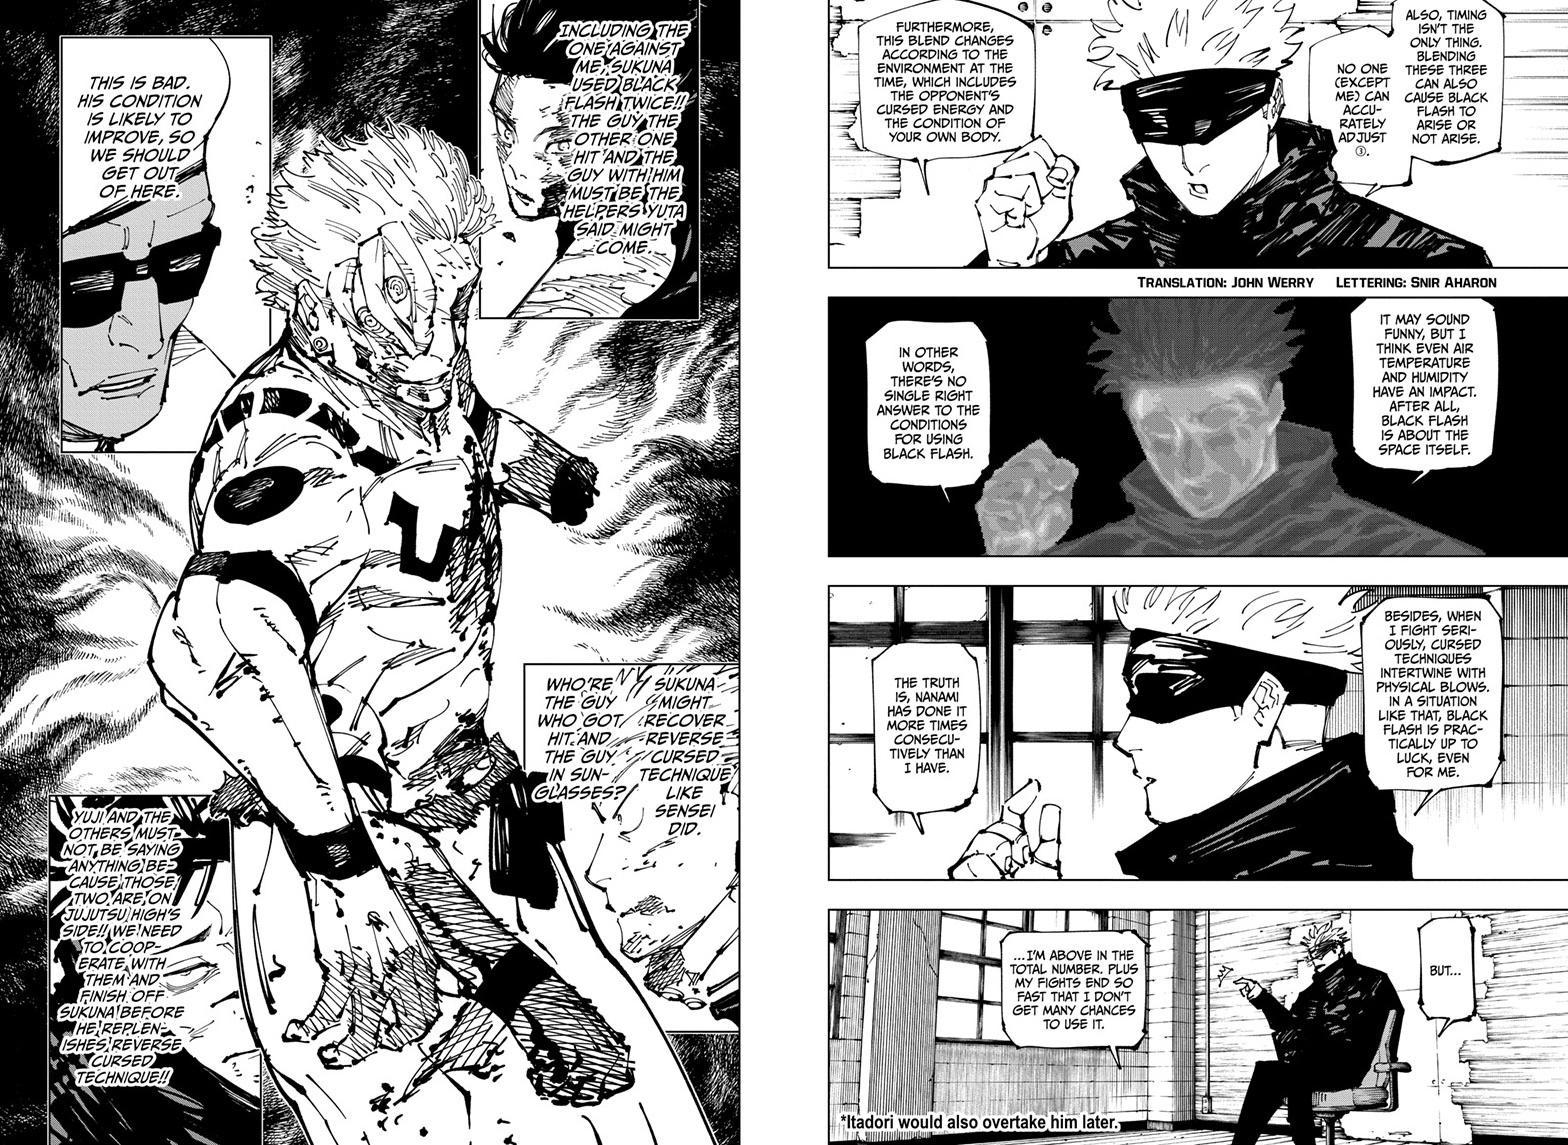 ALSO, TIMING
ISN'T THE
ONLY THING.
BLENDING
THESE THREE
CAN ALSO
CAUSE BLACK
FLASH TO
ARISE OR
NOT ARISE.
NO ONE
(EXCEPT
ME) CAN
ACCU-
RATELY
ADJUST
③.
FURTHERMORE,
THIS BLEND CHANGES
ACCORDING TO THE
ENVIRONMENT AT THE
TIME, WHICH INCLUDES
THE OPPONENT'S
CURSED ENERGY AND
THE CONDITION OF
YOUR OWN BODY.
TRANSLATION: JOHN WERRY LETTERING: SNIR AHARON
IT MAY SOUND
FUNNY, BUT I
THINK EVEN AIR
TEMPERATURE
AND HUMIDITY
HAVE AN IMPACT.
AFTER ALL,
BLACK FLASH
IS ABOUT THE
SPACE ITSELF.
IN OTHER
WORDS,
THERE'S NO
SINGLE RIGHT
ANSWER TO THE
CONDITIONS
FOR USING
BLACK FLASH.
BESIDES, WHEN
I FIGHT SERI-
OUSLY, CURSED
TECHNIQUES
INTERTWINE WITH
PHYSICAL BLOWS.
IN A SITUATION
LIKE THAT, BLACK
FLASH IS PRAC-
TICALLY UP TO
LUCK, EVEN
FOR ME.
THE TRUTH
IS, NANAMI
HAS DONE IT
MORE TIMES
CONSECU-
TIVELY THAN
I HAVE.
BUT...
...I'M ABOVE IN THE
TOTAL NUMBER. PLUS
MY FIGHTS END SO
FAST THAT I DON'T
GET MANY CHANCES
TO USE IT.
*Itadori would also overtake him later.
INCLUDING THE
ONE AGAINST
ME, SUKUNA
USED BLACK
FLASH TWICE!!
THE GUY THE
OTHER ONE
HIT AND THE
GUY WITH HIM
MUST BE THE
HELPERS YUTA
SAID MIGHT
COME...
THIS IS BAD.
HIS CONDITION
IS LIKELY TO
IMPROVE, SO
WE SHOULD
GET OUT
OF HERE.
SUKUNA
MIGHT
RECOVER
REVERSE
CURSED
TECHNIQUE
LIKE
SENSEI
DID.
WHO'RE
THE GUY
WHO GOT
HIT AND
THE GUY
IN SUN-
GLASSES?
YUJI AND THE
OTHERS MUST
NOT BE SAYING
ANYTHING BE-
CAUSE THOSE
TWO ARE ON
JUJUTSU HIGH'S
SIDE!! WE NEED
TO COOP-
ERATE WITH
THEM AND
FINISH OFF
SUKUNA BEFORE
HE REPLEN-
ISHES REVERSE
CURSED
TECHNIQUE!!